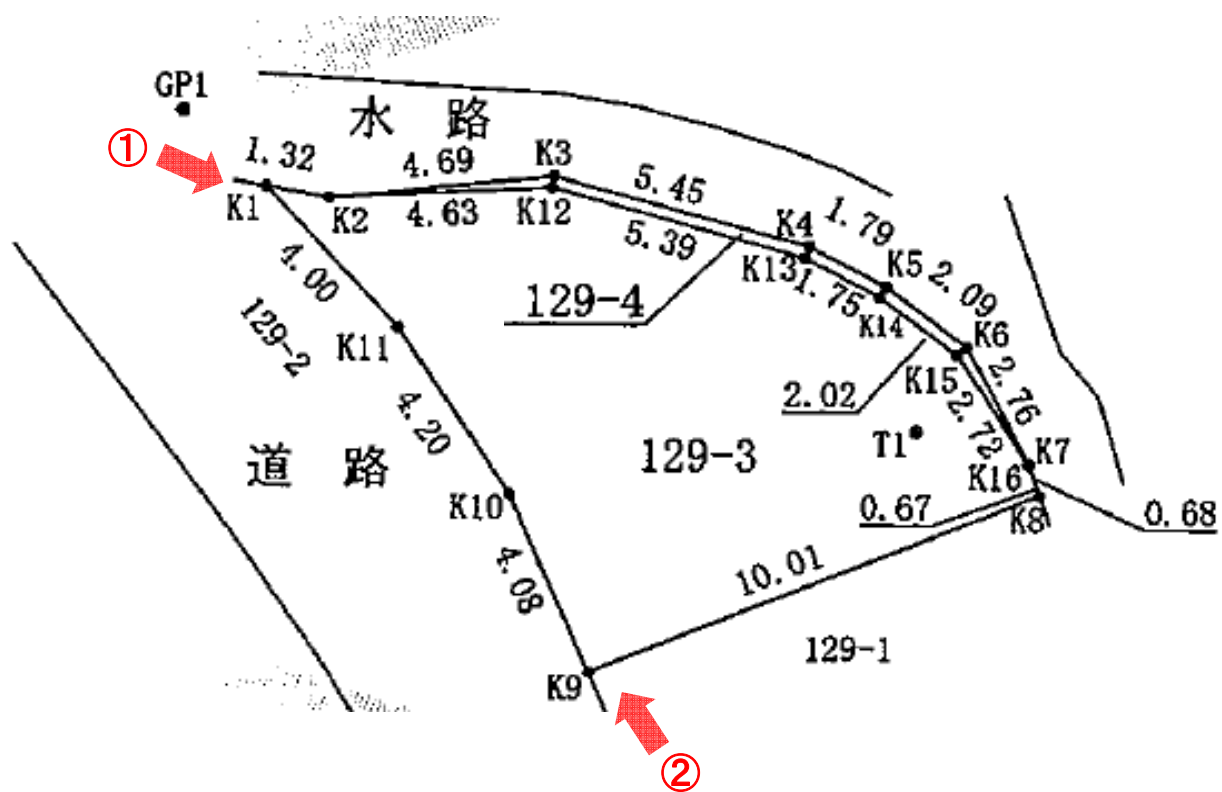 GP1
水 路
①
1.32
4.69
K3
5.45
K1
K2
4.63
K12
K4
1.79
5.39
K13
K5
2.09
4.00
129-4
1.75
K14
K6
129-2
K11
K15
2.76
2.02
4.20
2.72
T1
道 路
129-3
K7
K16
K10
0.67
K8
0.68
4.08
10.01
129-1
K9
②